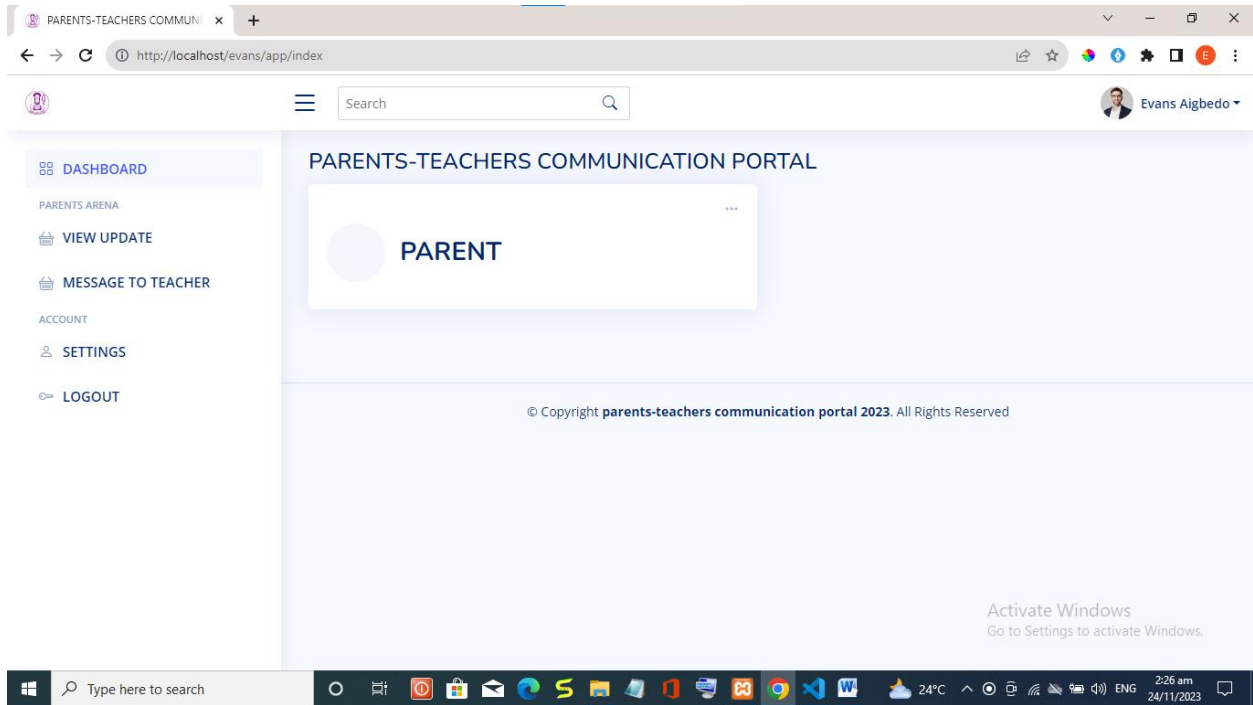 PARENTS-TEACHERS COMMUNI
http://localhost/evans/app/index
E
Search
Evans Aigbedo
DASHBOARD
PARENTS ARENA
VIEW UPDATE
MESSAGE TO TEACHER
ACCOUNT
SETTINGS
LOGOUT
PARENTS-TEACHERS COMMUNICATION PORTAL
PARENT
© Copyright parents-teachers communication portal 2023. All Rights Reserved
Activate Windows
Go to Settings to activate Windows.
Type here to search
24°C
ENG
2:26 am
24/11/2023